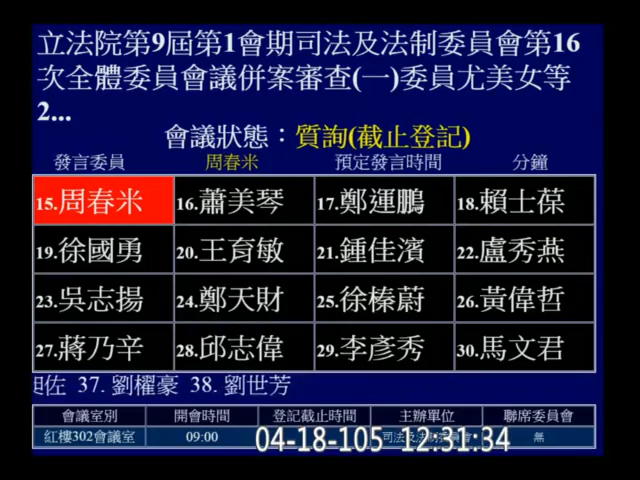 立法院第9屆第1會期司法及法制委員會第16
次全體委員會議併案審查(一)委員尤美女等
2...
會議狀態：質詢(截止登記)
發言委員 周春米 預定發言時間 分鐘
15.周春米 16.蕭美琴 17.鄭運鵬 18.賴士葆
19.徐國勇 20.王育敏 21.鍾佳濱 22.盧秀燕
23.吳志揚 24.鄭天財 25.徐榛蔚 26.黃偉哲
27.蔣乃辛 28.邱志偉 29.李彥秀 30.馬文君
佐 37. 劉櫂豪 38. 劉世芳
會議室別 開會時間 登記截止時間 主辦單位 聯席委員會
紅樓302會議室 09:00 司法及法制委員會 無
04-18-105 12:31:34